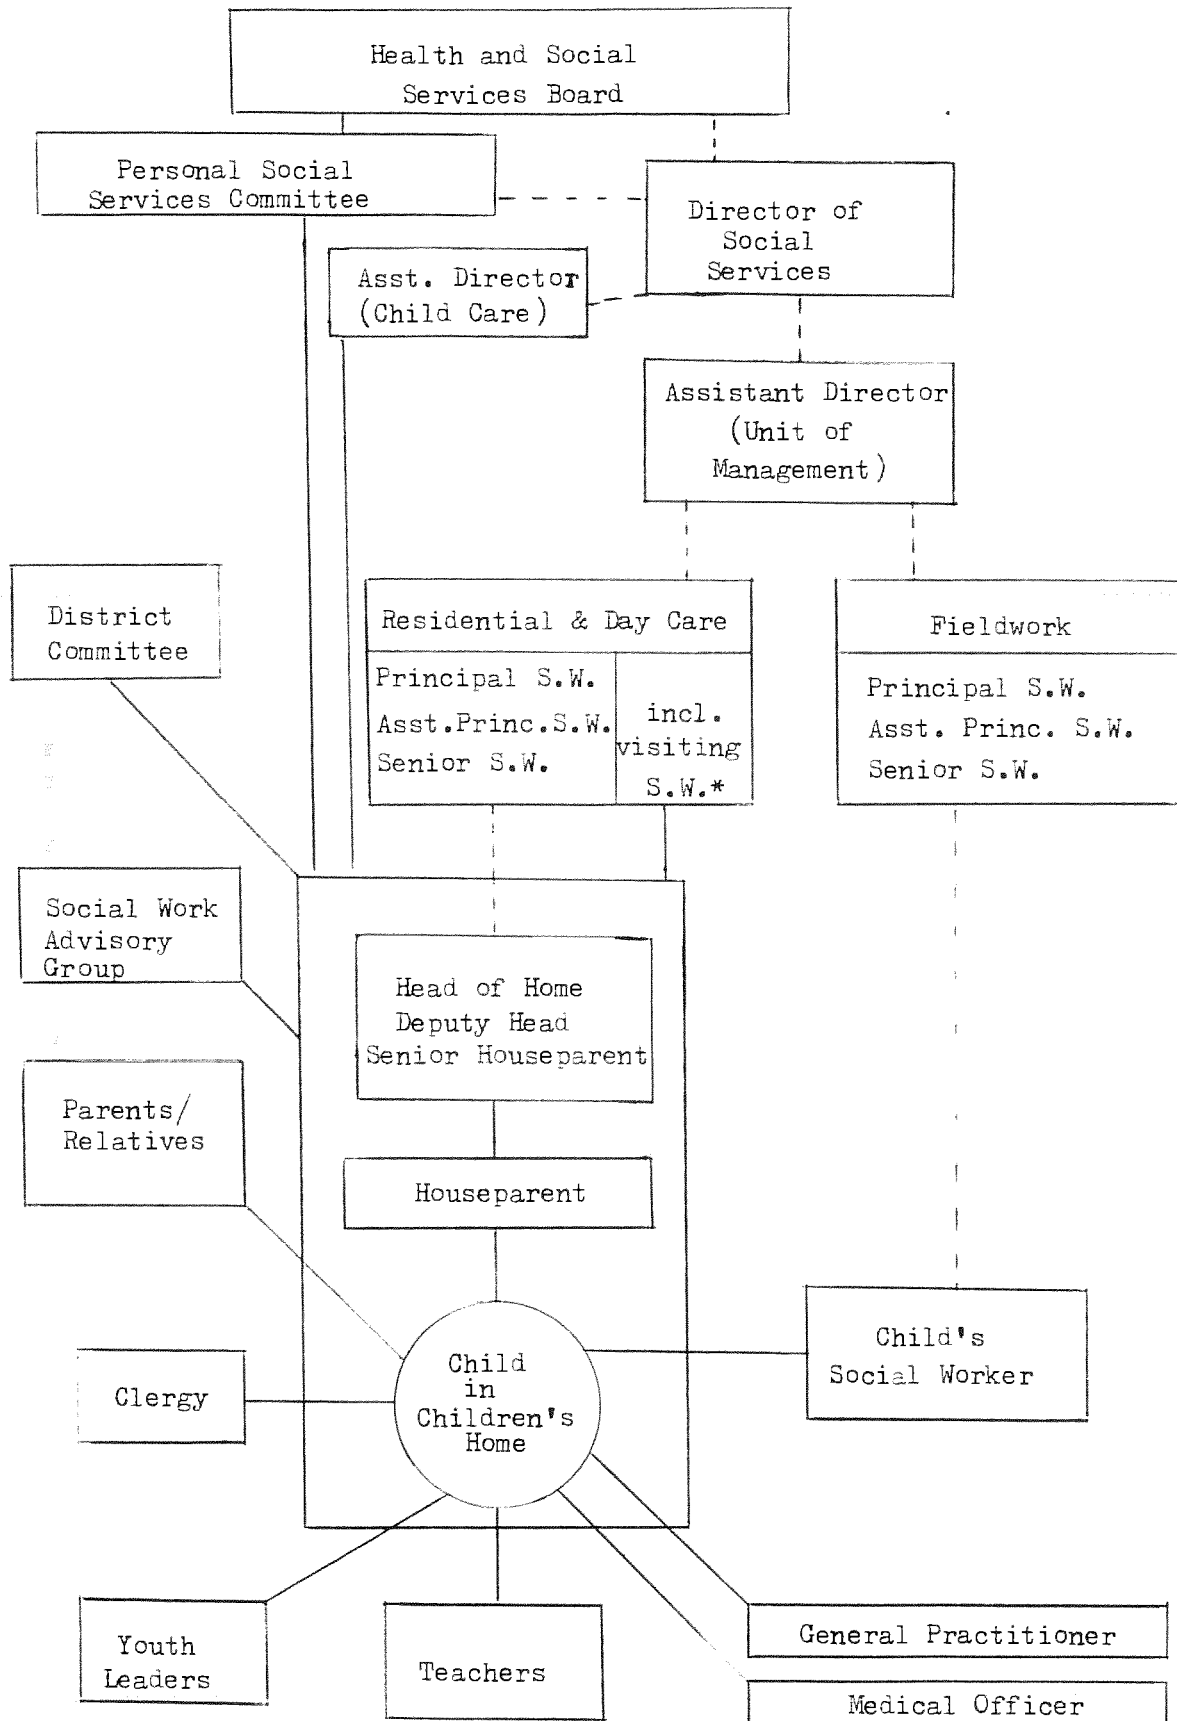 Health and Social
Services Board
Personal Social
Services Committee
Director of
Social
Services
Asst. Director
(Child Care)
Assistant Director
(Unit of
Management)
District
Committee
Residential & Day Care
Principal S.W.
Asst.Princ.S.W.
Senior S.W.
incl.
visiting
S.W.*
Fieldwork
Principal S.W.
Asst. Princ. S.W.
Senior S.W.
Social Work
Advisory
Group
Head of Home
Deputy Head
Senior Houseparent
Parents/
Relatives
Houseparent
Child's
Social Worker
Child
in
Children's
Home
Clergy
Youth
Leaders
Teachers
General Practitioner
Medical Officer